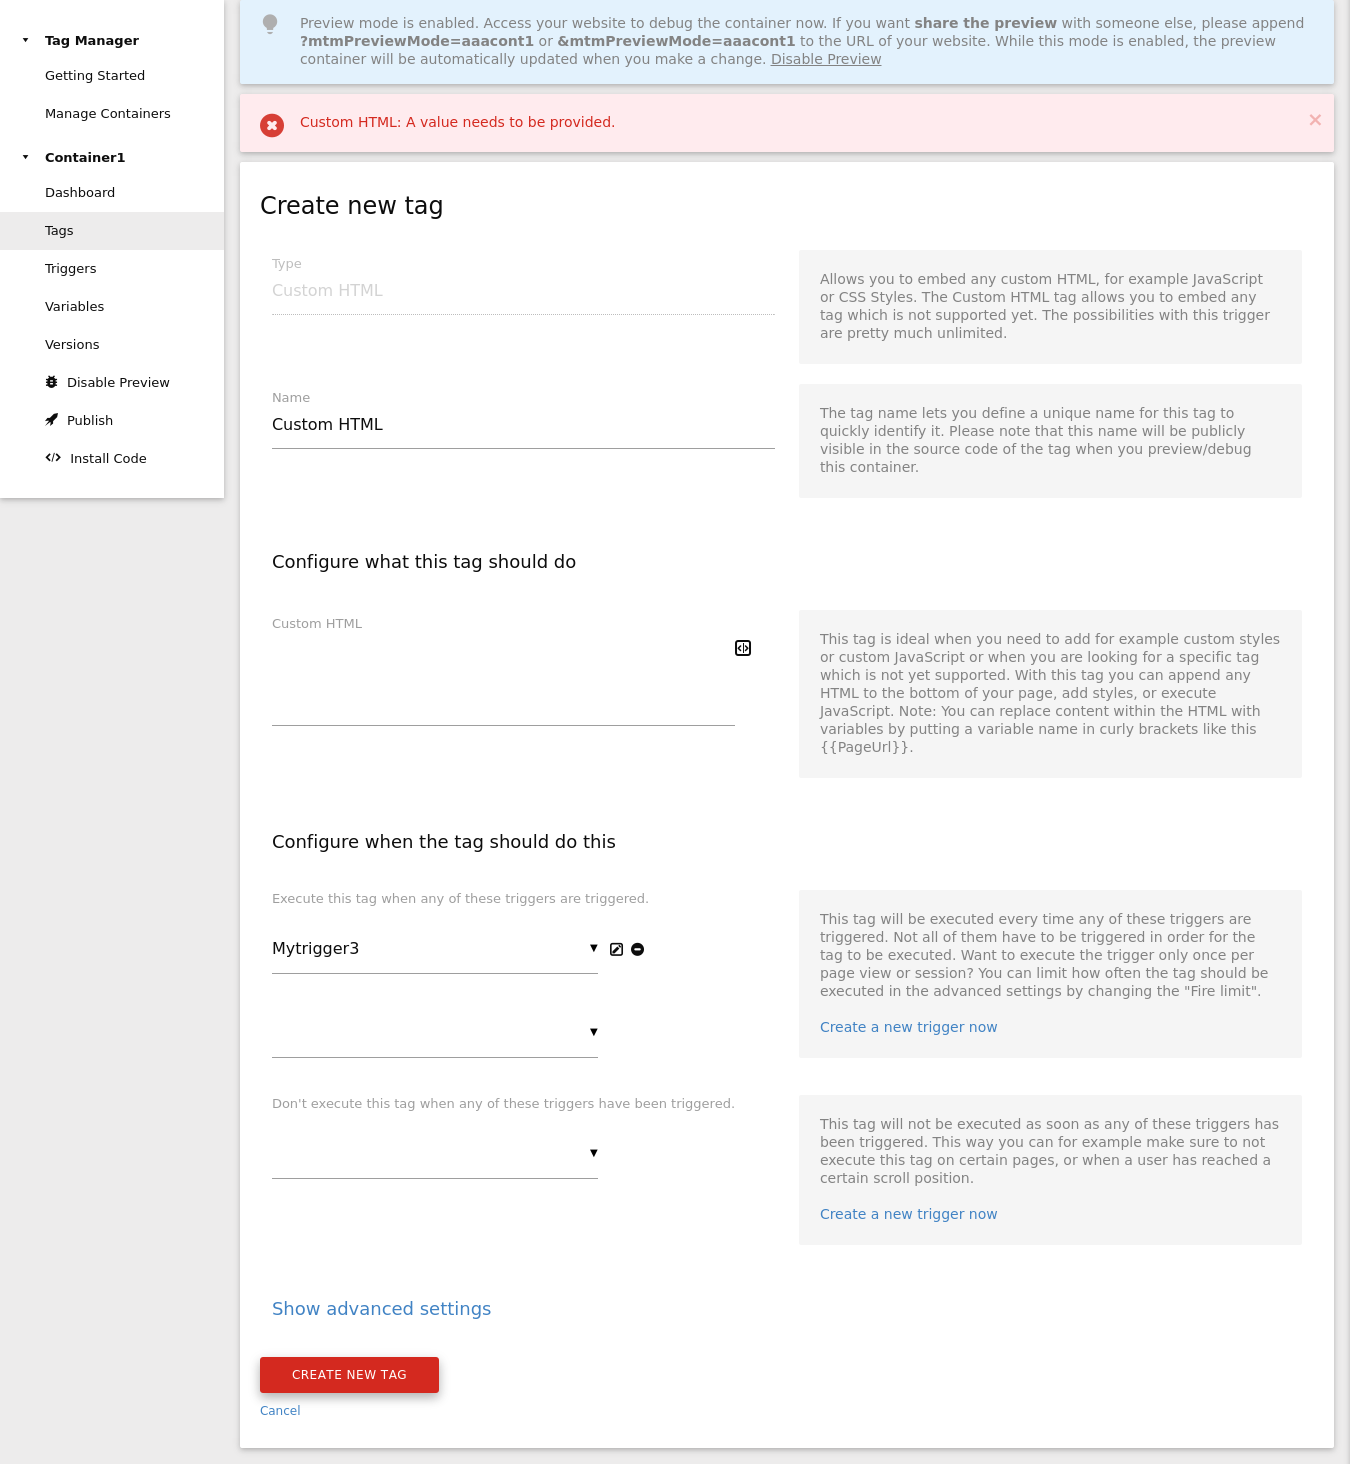 Tag Manager
Getting Started
Manage Containers
Container1
Dashboard
Tags
Triggers
Variables
Versions
Disable Preview
Publish
Install Code
Preview mode is enabled. Access your website to debug the container now. If you want share the preview with someone else, please append
?mtmPreviewMode=aaacont1 or &mtmPreviewMode=aaacont1 to the URL of your website. While this mode is enabled, the preview
container will be automatically updated when you make a change. Disable Preview
Custom HTML: A value needs to be provided.
Create new tag
Type
Custom HTML
Allows you to embed any custom HTML, for example JavaScript
or CSS Styles. The Custom HTML tag allows you to embed any
tag which is not supported yet. The possibilities with this trigger
are pretty much unlimited.
Name
Custom HTML
The tag name lets you define a unique name for this tag to
quickly identify it. Please note that this name will be publicly
visible in the source code of the tag when you preview/debug
this container.
Configure what this tag should do
Custom HTML
This tag is ideal when you need to add for example custom styles
or custom JavaScript or when you are looking for a specific tag
which is not yet supported. With this tag you can append any
HTML to the bottom of your page, add styles, or execute
JavaScript. Note: You can replace content within the HTML with
variables by putting a variable name in curly brackets like this
{{PageUrl}}.
Configure when the tag should do this
Execute this tag when any of these triggers are triggered.
Mytrigger3
This tag will be executed every time any of these triggers are
triggered. Not all of them have to be triggered in order for the
tag to be executed. Want to execute the trigger only once per
page view or session? You can limit how often the tag should be
executed in the advanced settings by changing the "Fire limit".
Create a new trigger now
Don't execute this tag when any of these triggers have been triggered.
This tag will not be executed as soon as any of these triggers has
been triggered. This way you can for example make sure to not
execute this tag on certain pages, or when a user has reached a
certain scroll position.
Create a new trigger now
Show advanced settings
CREATE NEW TAG
Cancel